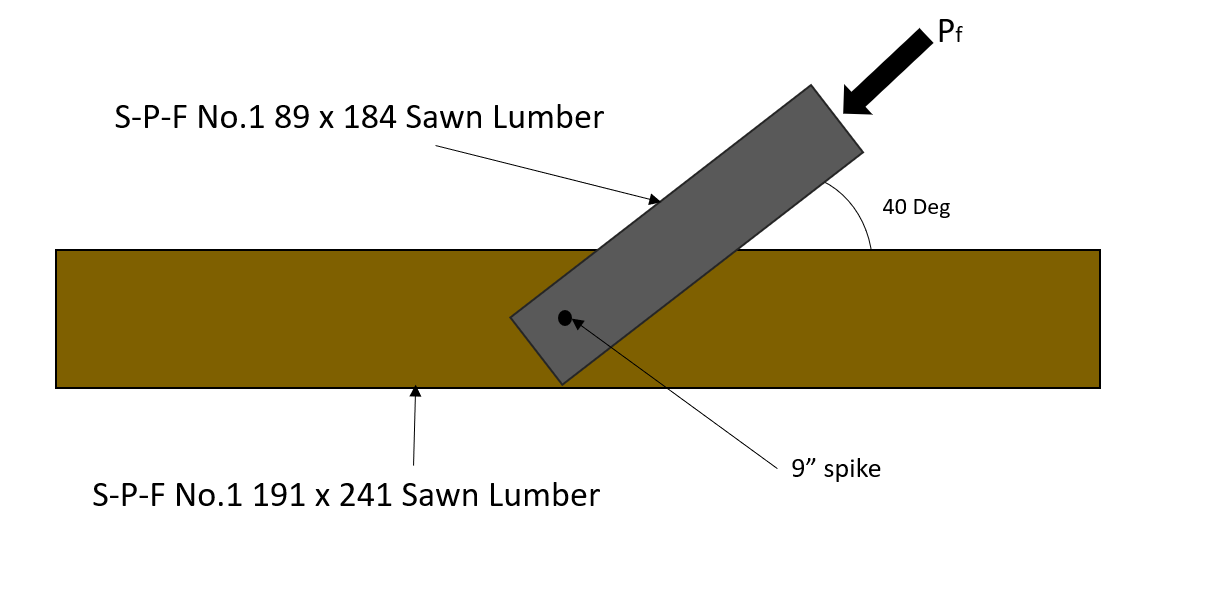 Pf
S-P-F No.1 89 x 184 Sawn Lumber
40 Deg
9” spike
S-P-F No.1 191 x 241 Sawn Lumber